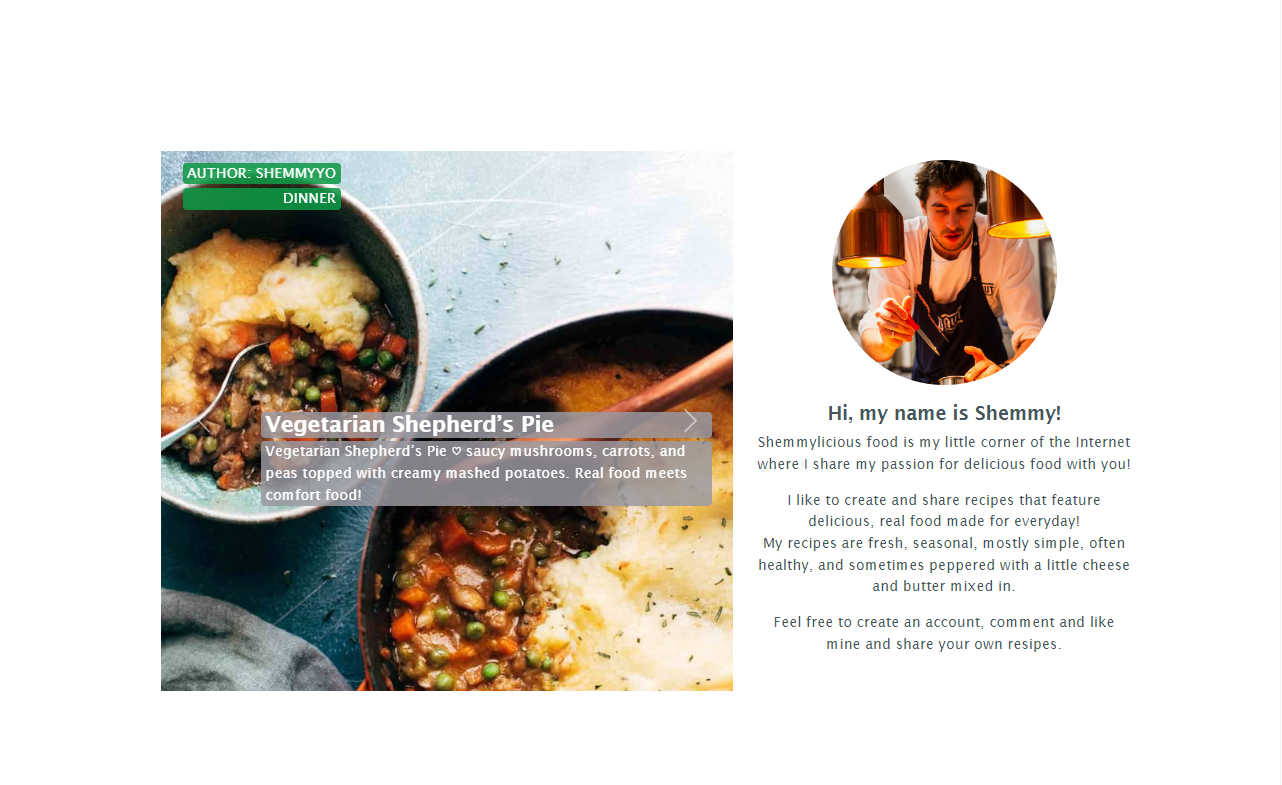 AUTHOR: SHEMMYYO
DINNER
Vegetarian Shepherd’s Pie
Vegetarian Shepherd’s Pie ♡ saucy mushrooms, carrots, and
peas topped with creamy mashed potatoes. Real food meets
comfort food!
Hi, my name is Shemmy!
Shemmylicious food is my little corner of the Internet
where I share my passion for delicious food with you!
I like to create and share recipes that feature
delicious, real food made for everyday!
My recipes are fresh, seasonal, mostly simple, often
healthy, and sometimes peppered with a little cheese
and butter mixed in.
Feel free to create an account, comment and like
mine and share your own resipes.